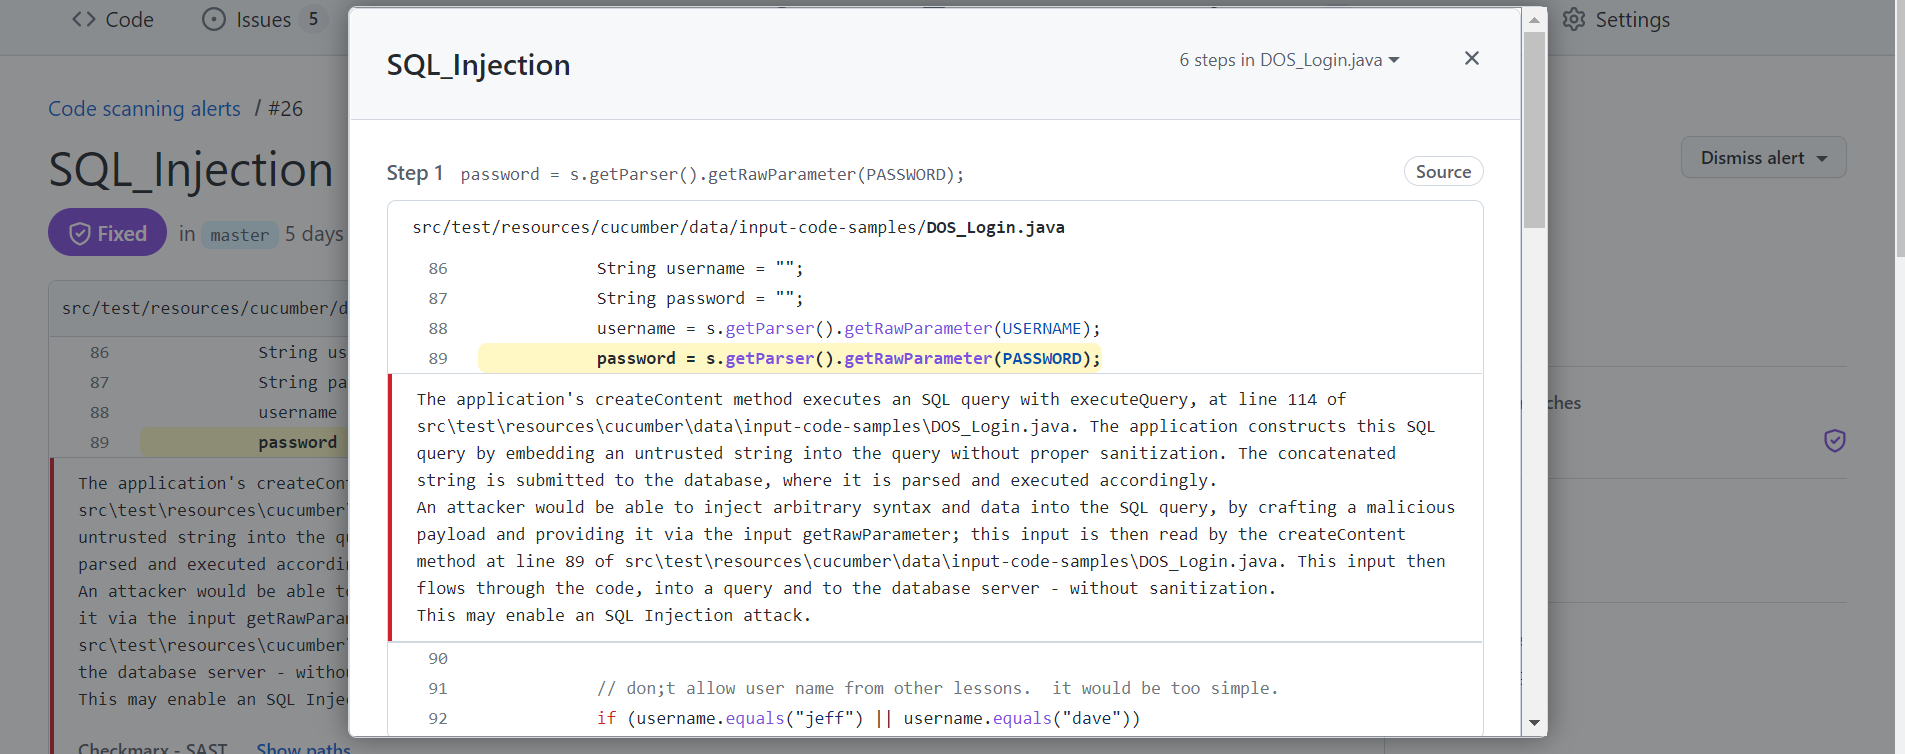 Code
Issues 5
Settings
Code scanning alerts / #26
SQL_Injection
Dismiss alert
Fixed in master 5 days
src/test/resources/cucumber/d
86 String us
87 String pa
88 username
89 password
The application's createCont
src\test\resources\cucumber\
untrusted string into the qu
parsed and executed accordin
An attacker would be able to
it via the input getRawParam
src\test\resources\cucumber\
the database server - withou
This may enable an SQL Injec
Checkmarx - SAST Show paths
ches
SQL_Injection
6 steps in DOS_Login.java
Step 1 password = s.getParser().getRawParameter(PASSWORD);
Source
src/test/resources/cucumber/data/input-code-samples/DOS_Login.java
86 String username = "";
87 String password = "";
88 username = s.getParser().getRawParameter(USERNAME);
89 password = s.getParser().getRawParameter(PASSWORD);
The application's createContent method executes an SQL query with executeQuery, at line 114 of
src\test\resources\cucumber\data\input-code-samples\DOS_Login.java. The application constructs this SQL
query by embedding an untrusted string into the query without proper sanitization. The concatenated
string is submitted to the database, where it is parsed and executed accordingly.
An attacker would be able to inject arbitrary syntax and data into the SQL query, by crafting a malicious
payload and providing it via the input getRawParameter; this input is then read by the createContent
method at line 89 of src\test\resources\cucumber\data\input-code-samples\DOS_Login.java. This input then
flows through the code, into a query and to the database server - without sanitization.
This may enable an SQL Injection attack.
90
91 // don;t allow user name from other lessons.  it would be too simple.
92 if (username.equals("jeff") || username.equals("dave"))